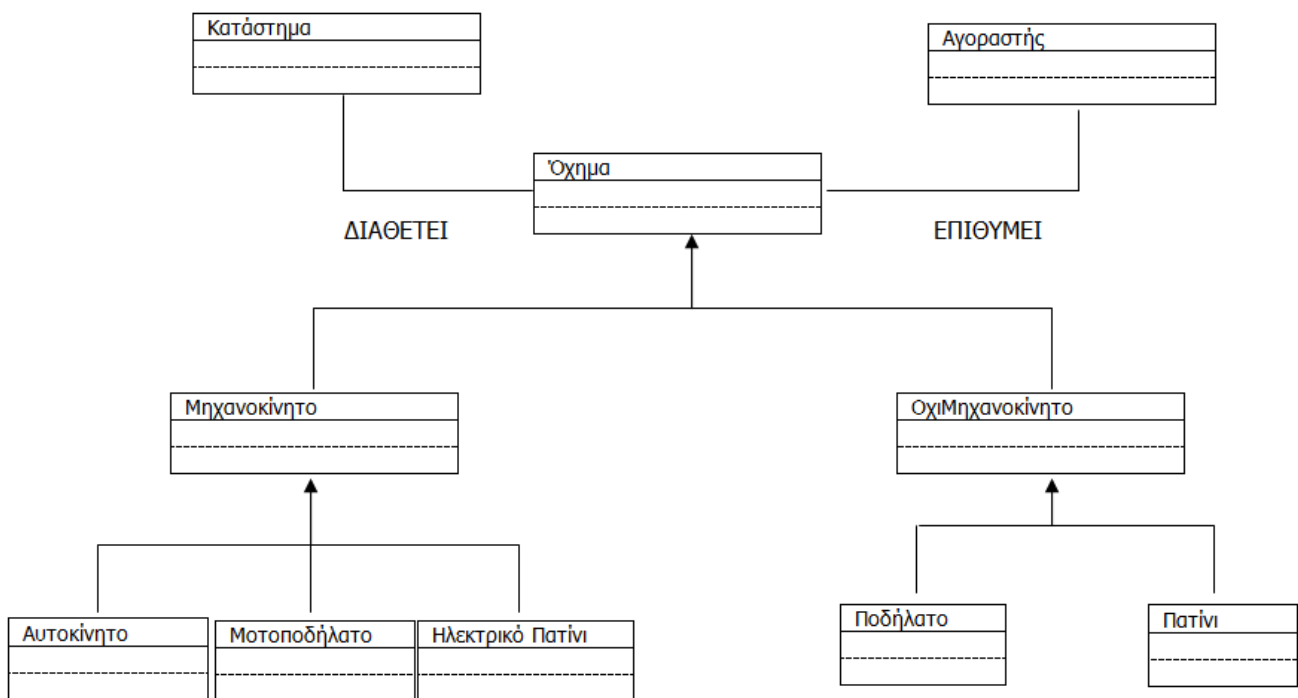 Κατάστημα
Αγοραστής
Όχημα
ΔΙΑΘΕΤΕΙ
ΕΠΙΘΥΜΕΙ
Μηχανοκίνητο
ΟχιΜηχανοκίνητο
Αυτοκίνητο
Μοτοποδήλατο
Ηλεκτρικό Πατίνι
Ποδήλατο
Πατίνι